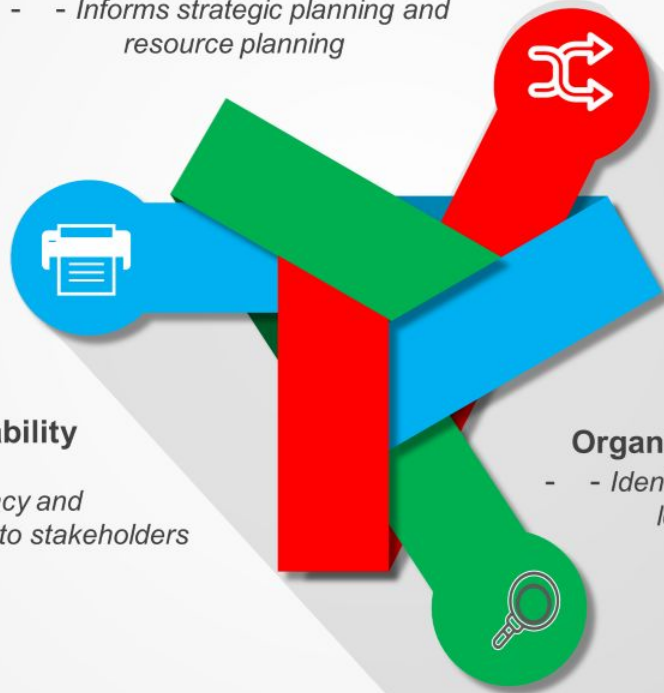 - - Informs strategic planning and
resource planning
ability
cy and
to stakeholders
Organ
- - Iden
l